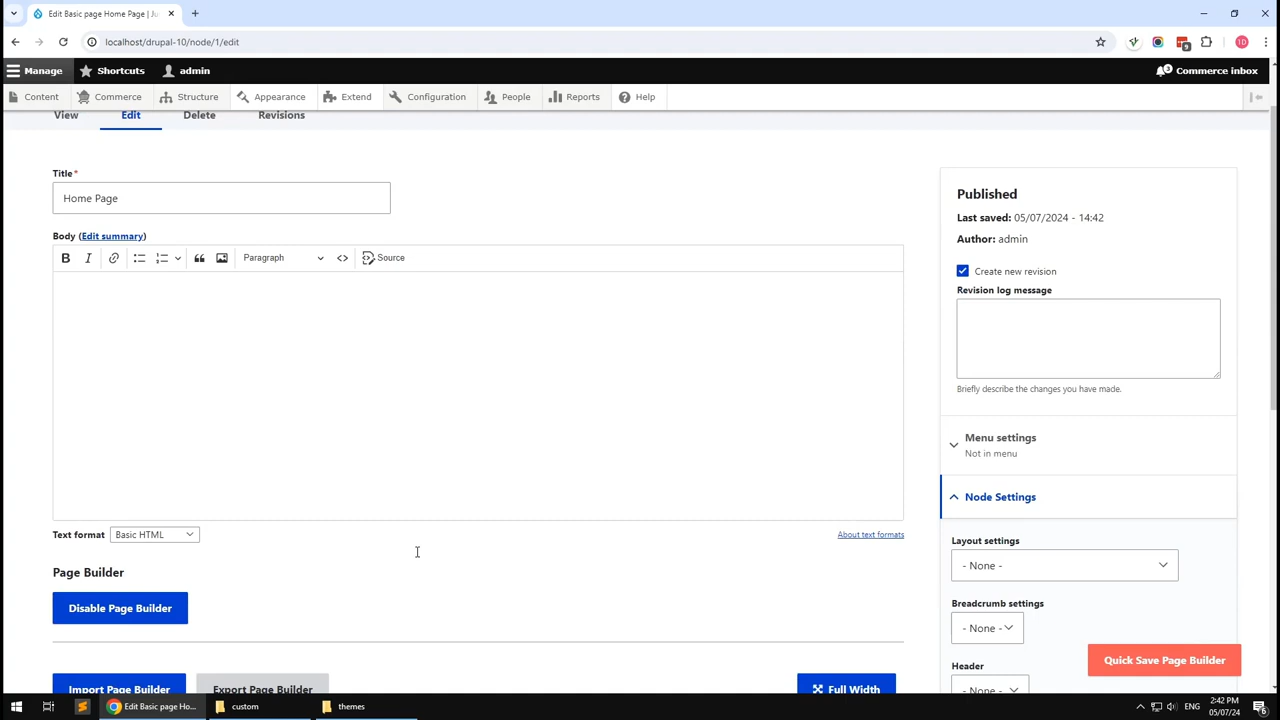 Edit Basic page Home Page | Ju
localhost/drupal-10/node/1/edit
9
10
Manage
Shortcuts
admin
3
Commerce inbox
Content
Commerce
Structure
Appearance
Extend
Configuration
People
Reports
Help
View
Edit
Delete
Revisions
Title*
Home Page
Body (Edit summary)
B I
Paragraph
Source
Text format
Basic HTML
About text formats
Page Builder
Disable Page Builder
Import Page Builder
Export Page Builder
Full Width
Published
Last saved: 05/07/2024 - 14:42
Author: admin
Create new revision
Revision log message
Briefly describe the changes you have made.
Menu settings
Not in menu
Node Settings
Layout settings
- None -
Breadcrumb settings
- None -
Header
- None -
Quick Save Page Builder
Edit Basic page Ho...
custom
themes
ENG
2:42 PM
05/07/24
6